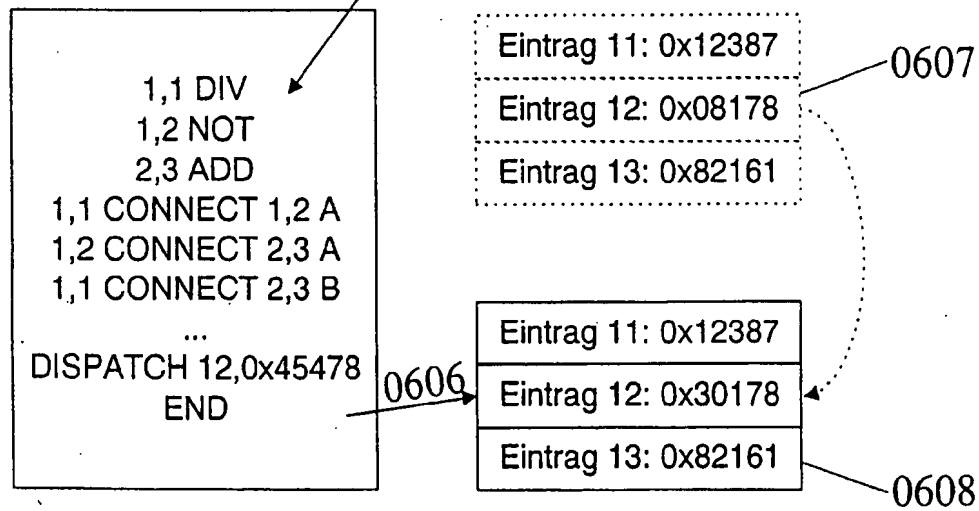 1,1 DIV
1,2 NOT
2,3 ADD
1,1 CONNECT 1,2 A
1,2 CONNECT 2,3 A
1,1 CONNECT 2,3 B
...
DISPATCH 12,0x45478
END
0606
Eintrag 11: 0x12387
Eintrag 12: 0x08178
Eintrag 13: 0x82161
0607
Eintrag 11: 0x12387
Eintrag 12: 0x30178
Eintrag 13: 0x82161
0608